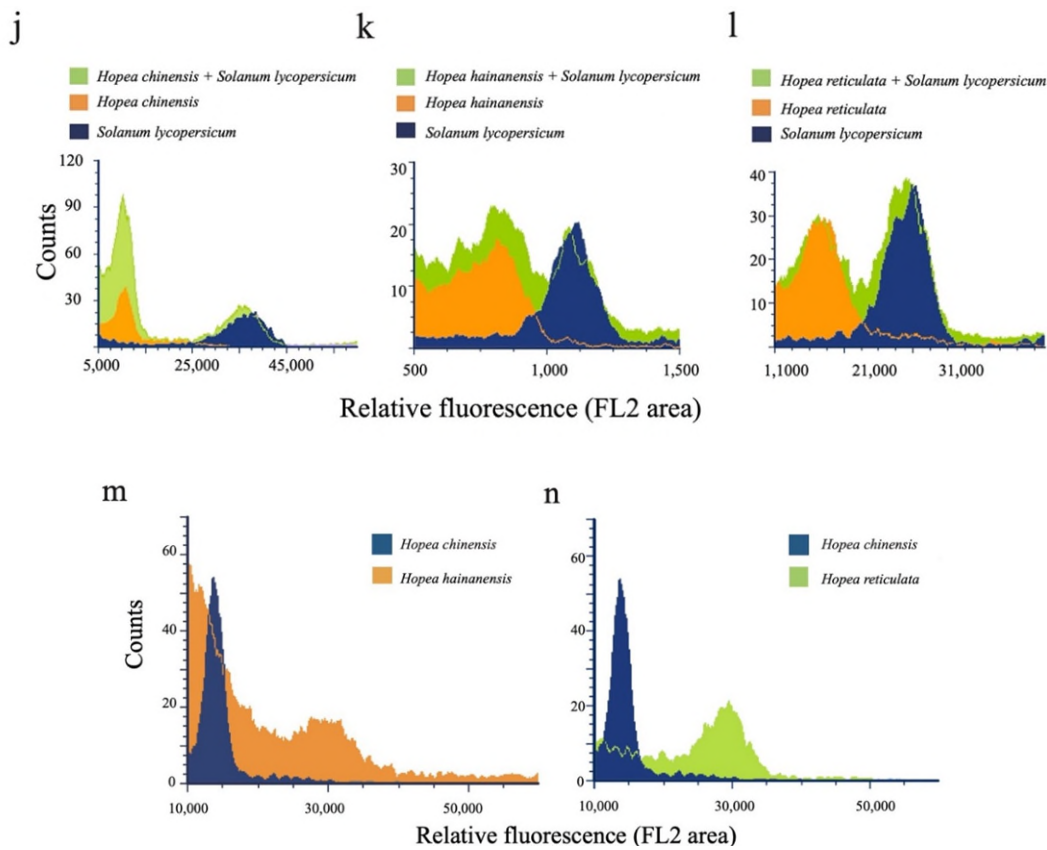 j
Hopea chinensis + Solanum lycopersicum
Hopea chinensis
Solanum lycopersicum
120
90
60
30
Counts
5,000
25,000
45,000
k
Hopea hainanensis + Solanum lycopersicum
Hopea hainanensis
Solanum lycopersicum
30
20
10
500
1,000
1,500
l
Hopea reticulata + Solanum lycopersicum
Hopea reticulata
Solanum lycopersicum
40
30
20
10
1,1000
21,000
31,000
Relative fluorescence (FL2 area)
m
Hopea chinensis
Hopea hainanensis
60
40
20
0
Counts
10,000
30,000
50,000
n
Hopea chinensis
Hopea reticulata
60
40
20
0
10,000
30,000
50,000
Relative fluorescence (FL2 area)